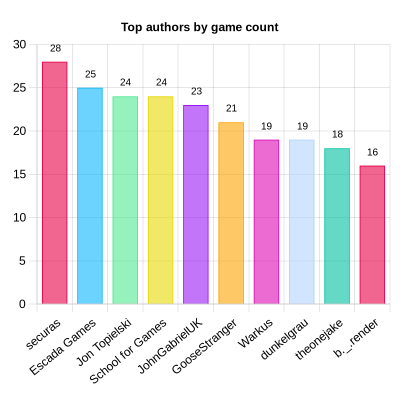 Top authors by game count
30
25
20
15
10
5
0
28
25
24
24
23
21
19
19
18
16
securas
Escada Games
Jon Topielski
School for Games
JohnGabrielUK
GooseStranger
Warkus
dunkelgrau
theonejake
b._.render